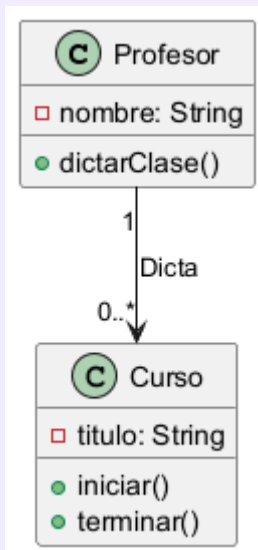 C Profesor
nombre: String
dictarClase()
1
Dicta
0..*
C Curso
titulo: String
iniciar()
terminar()